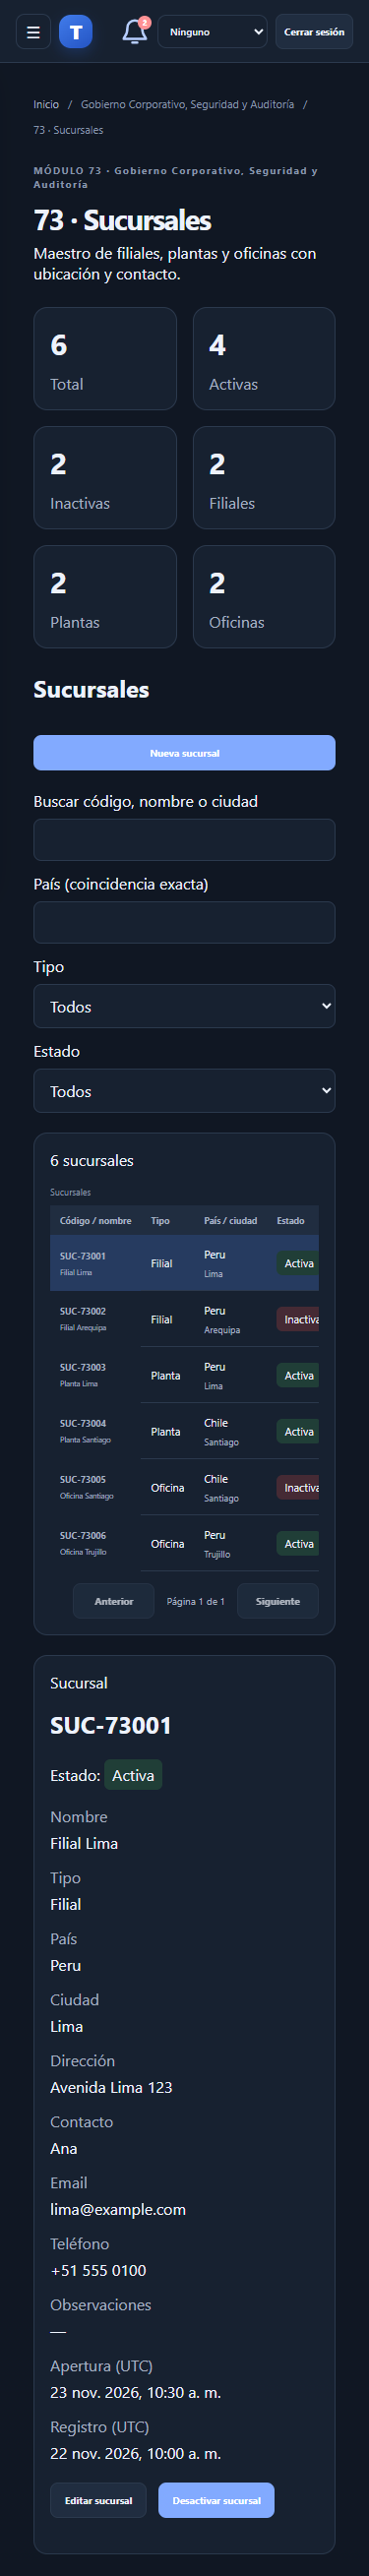 ☰ T 2 Ninguno Cerrar sesión
Inicio / Gobierno Corporativo, Seguridad y Auditoría /
73 · Sucursales
MÓDULO 73 · Gobierno Corporativo, Seguridad y
Auditoría
73 · Sucursales
Maestro de filiales, plantas y oficinas con
ubicación y contacto.
6 4
Total Activas
2 2
Inactivas Filiales
2 2
Plantas Oficinas
Sucursales
Nueva sucursal
Buscar código, nombre o ciudad
País (coincidencia exacta)
Tipo
Todos
Estado
Todos
6 sucursales
Sucursales
Código / nombre Tipo País / ciudad Estado
SUC-73001 Filial Peru Activa
Filial Lima Lima
SUC-73002 Filial Peru Inactiva
Filial Arequipa Arequipa
SUC-73003 Planta Peru Activa
Planta Lima Lima
SUC-73004 Planta Chile Activa
Planta Santiago Santiago
SUC-73005 Oficina Chile Inactiva
Oficina Santiago Santiago
SUC-73006 Oficina Peru Activa
Oficina Trujillo Trujillo
Anterior Página 1 de 1 Siguiente
Sucursal
SUC-73001
Estado: Activa
Nombre
Filial Lima
Tipo
Filial
País
Peru
Ciudad
Lima
Dirección
Avenida Lima 123
Contacto
Ana
Email
lima@example.com
Teléfono
+51 555 0100
Observaciones
—
Apertura (UTC)
23 nov. 2026, 10:30 a. m.
Registro (UTC)
22 nov. 2026, 10:00 a. m.
Editar sucursal Desactivar sucursal